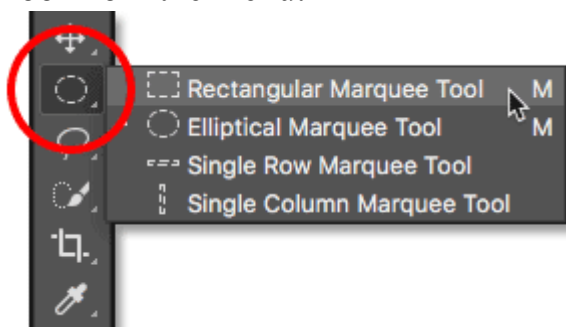 Rectangular Marquee Tool M
Elliptical Marquee Tool M
Single Row Marquee Tool
Single Column Marquee Tool